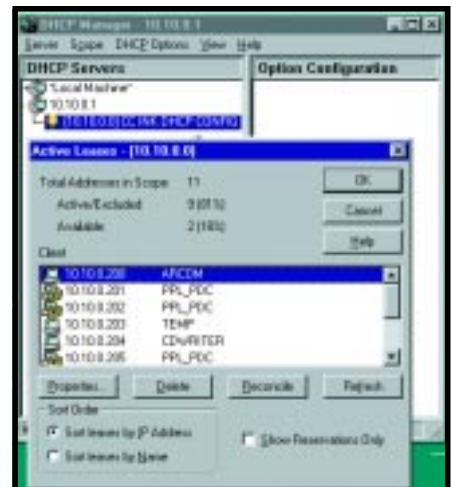 DHCP Manager - 10.10.8.1
Server Scope DHCP Options View Help
DHCP Servers
Option Configuration
*Local Machine*
10.10.8.1
DHCP CONFIG
Active Leases - [10.10.8.0]
OK
Total Addresses in Scope: 11
Active/Excluded: 9 (81%)
Cancel
Available: 2 (18%)
Help
Client
10.10.8.200 ARCOM
10.10.8.201 PPL_PDC
10.10.8.202 PPL_PDC
10.10.8.203 TEMP
10.10.8.204 CDWRITER
10.10.8.205 PPL_PDC
Properties... Delete Reconcile Refresh
Sort Order
Sort leases by IP Address
Show Reservations Only
Sort leases by Name